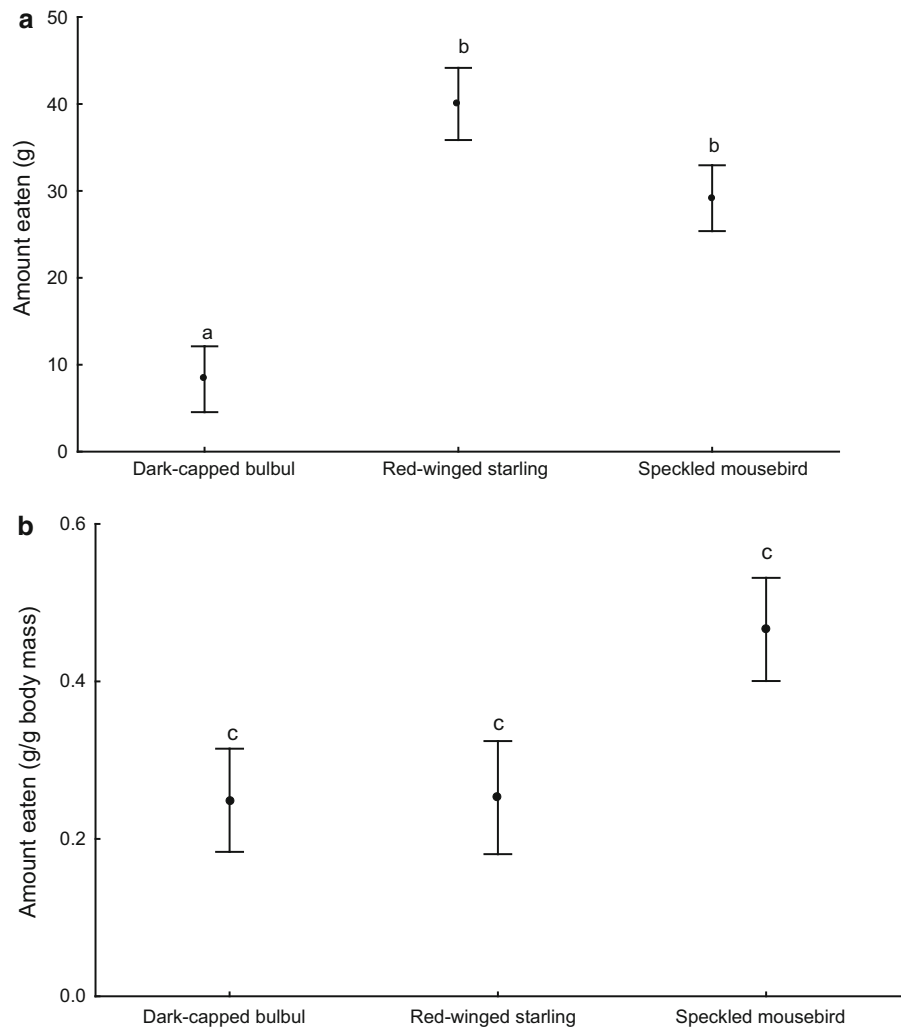 a
50
b
40
b
Amount eaten (g)
30
20
a
10
0
Dark-capped bulbul Red-winged starling Speckled mousebird
b
0.6
c
Amount eaten (g/g body mass)
0.4
c c
0.2
0.0
Dark-capped bulbul Red-winged starling Speckled mousebird